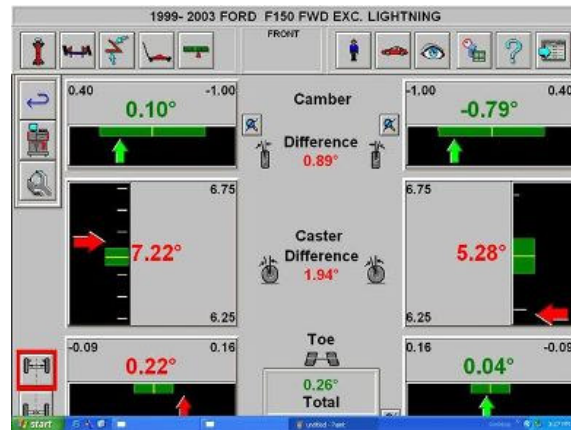 1999- 2003 FORD F150 FWD EXC. LIGHTNING
FRONT
0.40 -1.00 Camber -1.00 0.40
0.10° -0.79°
Difference
0.89°
6.75 6.75
Caster
7.22° Difference 5.28°
1.94°
6.25 6.25
Toe
-0.09 0.16 0.16 -0.09
0.22° 0.04°
0.26°
Total
start untitled - Paint